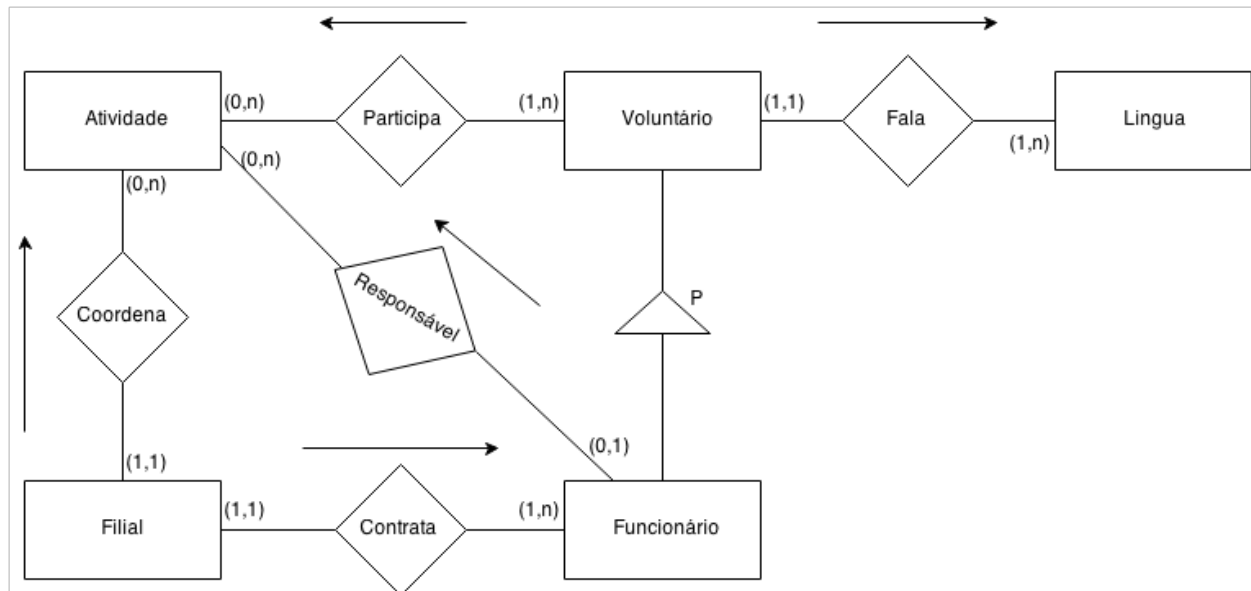 Atividade
(0,n)
Participa
(1,n)
Voluntário
(1,1)
Fala
(1,n)
Lingua
(0,n)
(0,n)
Coordena
Responsável
P
(1,1)
(0,1)
Filial
(1,1)
Contrata
(1,n)
Funcionário